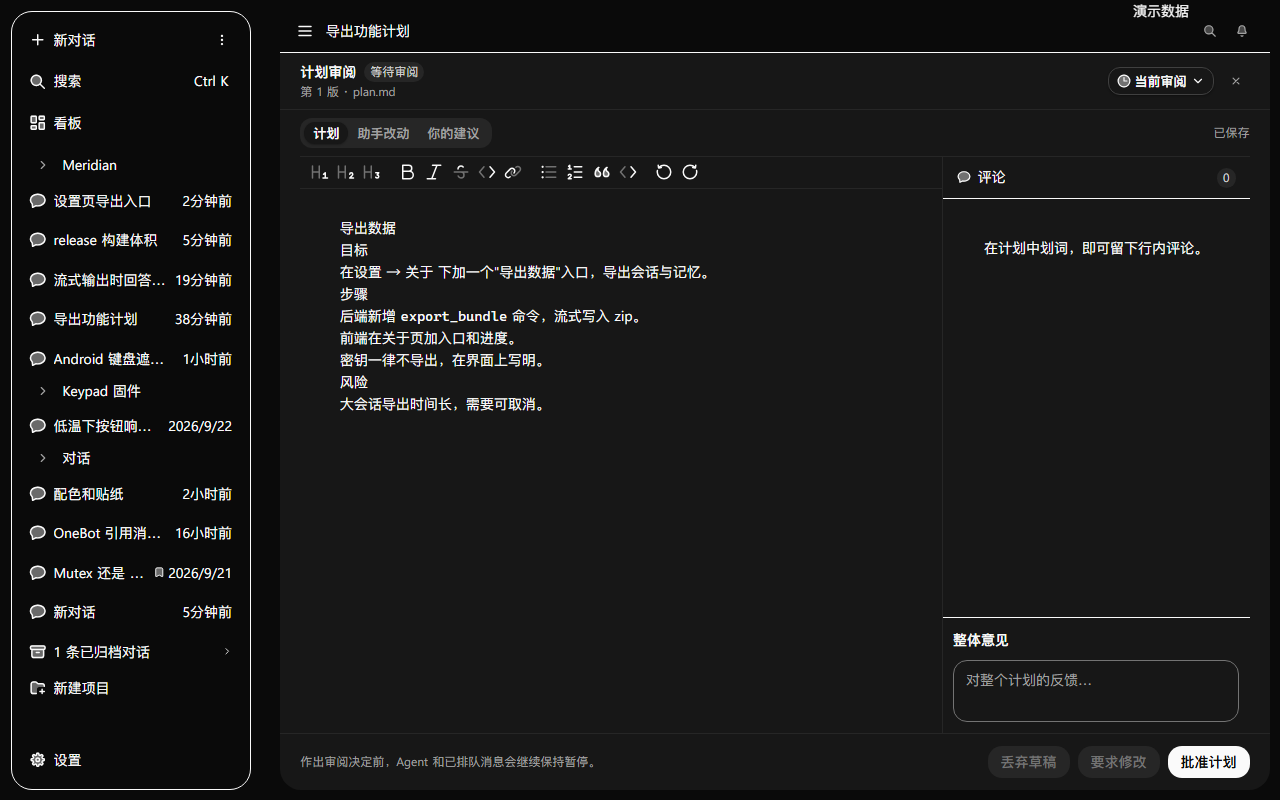 新对话
搜索 Ctrl K
看板
Meridian
设置页导出入口 2分钟前
release 构建体积 5分钟前
流式输出时回答… 19分钟前
导出功能计划 38分钟前
Android 键盘遮… 1小时前
Keypad 固件
低温下按钮响… 2026/9/22
对话
配色和贴纸 2小时前
OneBot 引用消… 16小时前
Mutex 还是 … 2026/9/21
新对话 5分钟前
1 条已归档对话
新建项目
设置
演示数据
导出功能计划
计划审阅 等待审阅
第 1 版 · plan.md
当前审阅
计划 助手改动 你的建议
已保存
H1 H2 H3 B I S
导出数据
目标
在设置 → 关于 下加一个"导出数据"入口，导出会话与记忆。
步骤
后端新增 export_bundle 命令，流式写入 zip。
前端在关于页加入口和进度。
密钥一律不导出，在界面上写明。
风险
大会话导出时间长，需要可取消。
评论 0
在计划中划词，即可留下行内评论。
整体意见
对整个计划的反馈…
作出审阅决定前，Agent 和已排队消息会继续保持暂停。
丢弃草稿 要求修改 批准计划